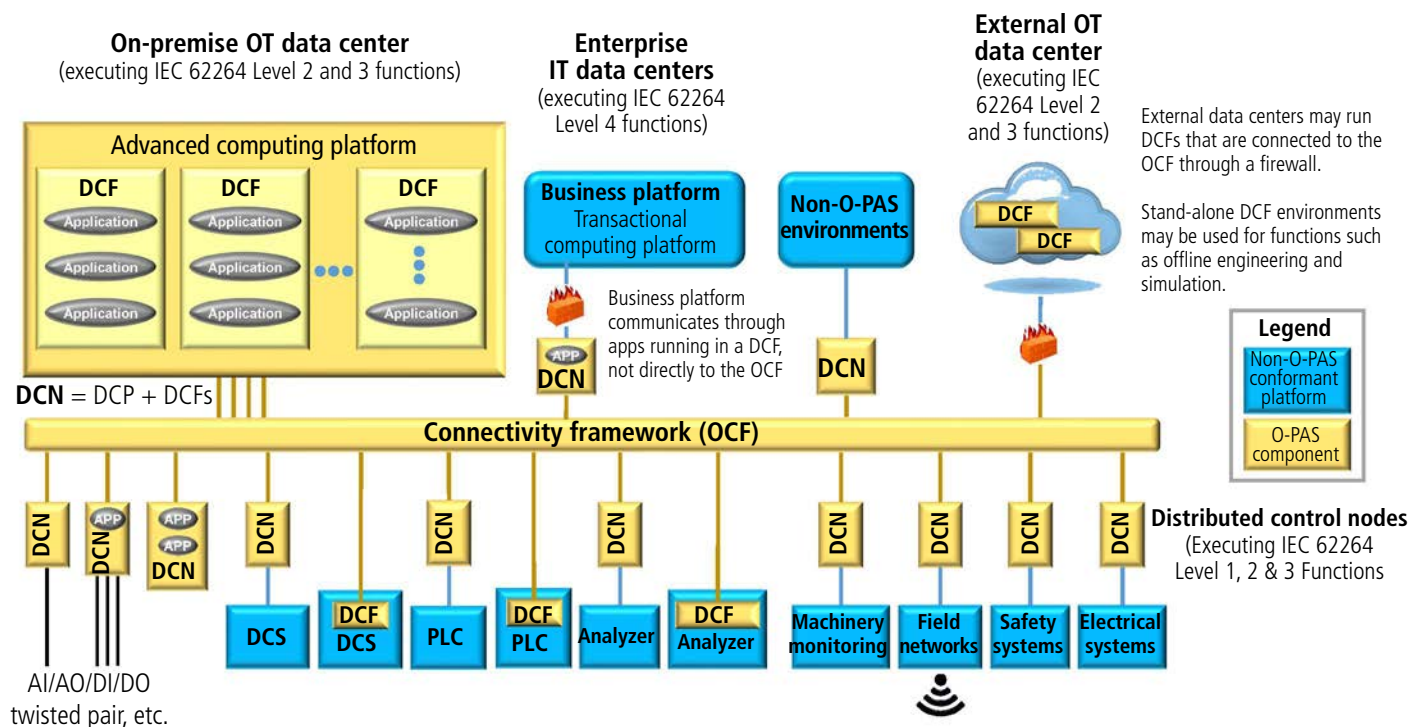 On-premise OT data center
(executing IEC 62264 Level 2 and 3 functions)
Advanced computing platform
DCF
Application
Application
Application
DCF
Application
Application
Application
DCF
Application
Application
DCN = DCP + DCFs
Enterprise
IT data centers
(executing IEC 62264
Level 4 functions)
Business platform
Transactional
computing platform
Business platform
communicates through
apps running in a DCF,
not directly to the OCF
APP
DCN
Non-O-PAS
environments
DCN
External OT
data center
(executing IEC
62264 Level 2
and 3 functions)
DCF
DCF
External data centers may run
DCFs that are connected to the
OCF through a firewall.
Stand-alone DCF environments
may be used for functions such
as offline engineering and
simulation.
Legend
Non-O-PAS
conformant
platform
O-PAS
component
Connectivity framework (OCF)
DCN
APP
DCN
APP
APP
DCN
DCN
DCN
DCN
DCN
DCN
DCN
DCN
Distributed control nodes
(Executing IEC 62264
Level 1, 2 & 3 Functions
DCS
DCF
DCS
PLC
DCF
PLC
Analyzer
DCF
Analyzer
Machinery
monitoring
Field
networks
Safety
systems
Electrical
systems
AI/AO/DI/DO
twisted pair, etc.